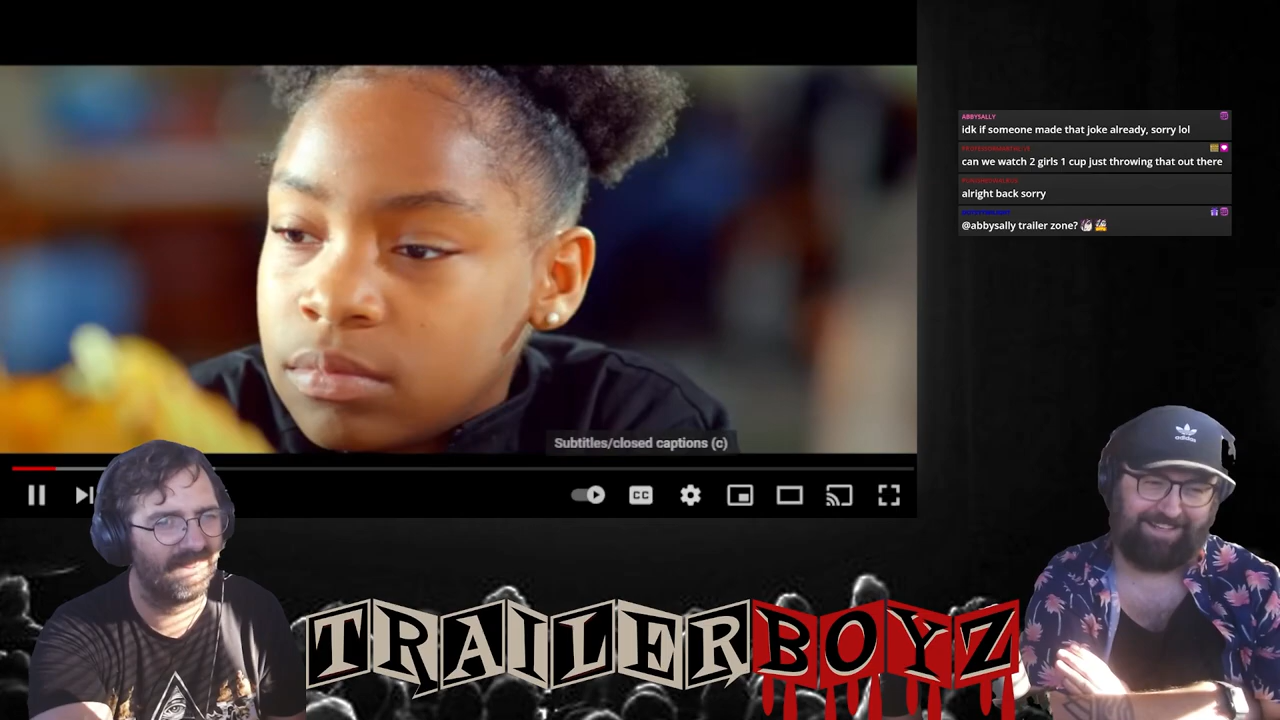 ABBYSALLY
idk if someone made that joke already, sorry lol
can we watch 2 girls 1 cup just throwing that out there
alright back sorry
@abbysally trailer zone?
adidas
Subtitles/closed captions (c)
CC
TRAILERBOYZ